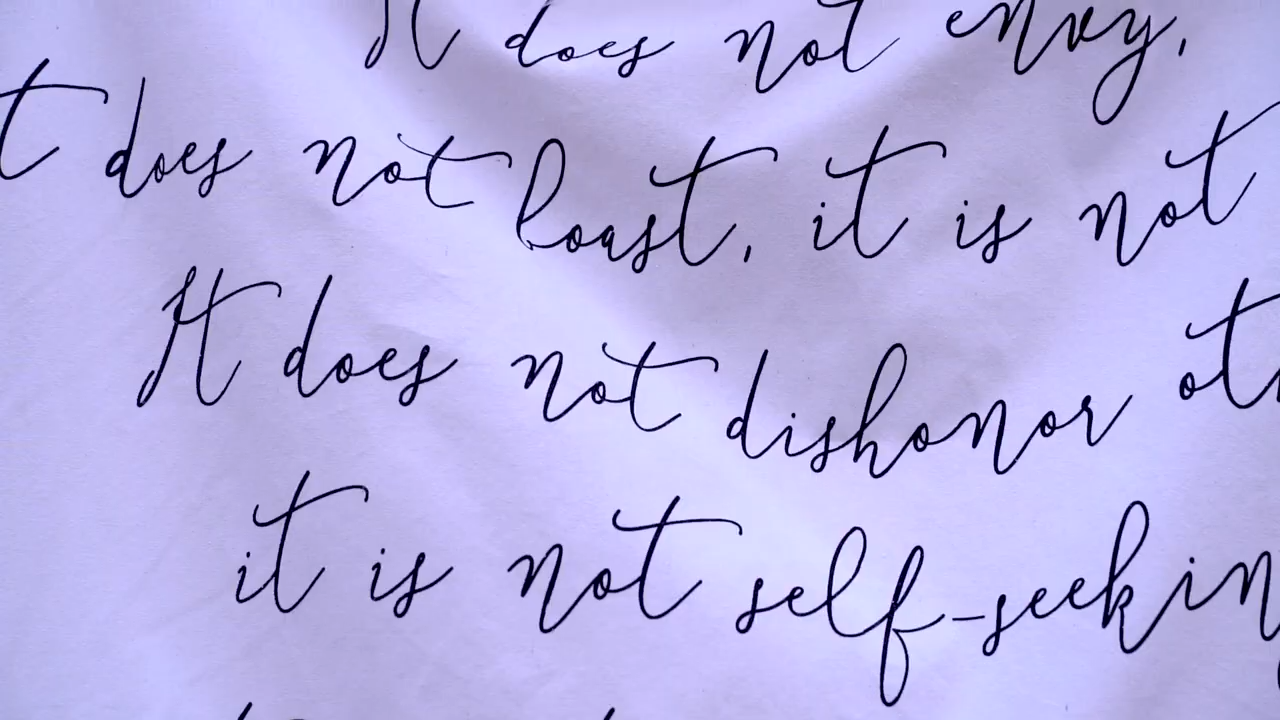 It does not envy,
t does not boast, it is not
It does not dishonor oth
it is not self-seekin